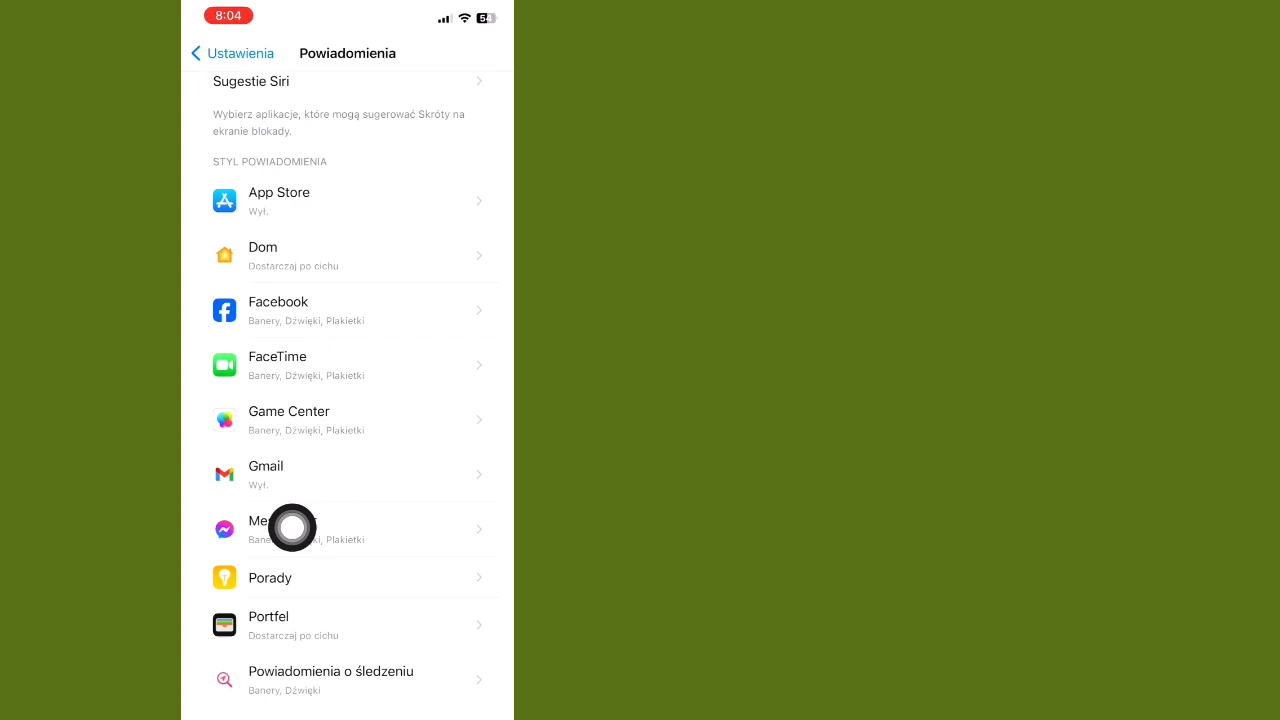 8:04
Ustawienia
Powiadomienia
Sugestie Siri
Wybierz aplikacje, które mogą sugerować Skróty na
ekranie blokady.
STYL POWIADOMIENIA
App Store
Wył.
Dom
Dostarczaj po cichu
Facebook
Banery, Dźwięki, Plakietki
FaceTime
Banery, Dźwięki, Plakietki
Game Center
Banery, Dźwięki, Plakietki
Gmail
Wył.
Plakietki
Porady
Portfel
Dostarczaj po cichu
Powiadomienia o śledzeniu
Banery, Dźwięki